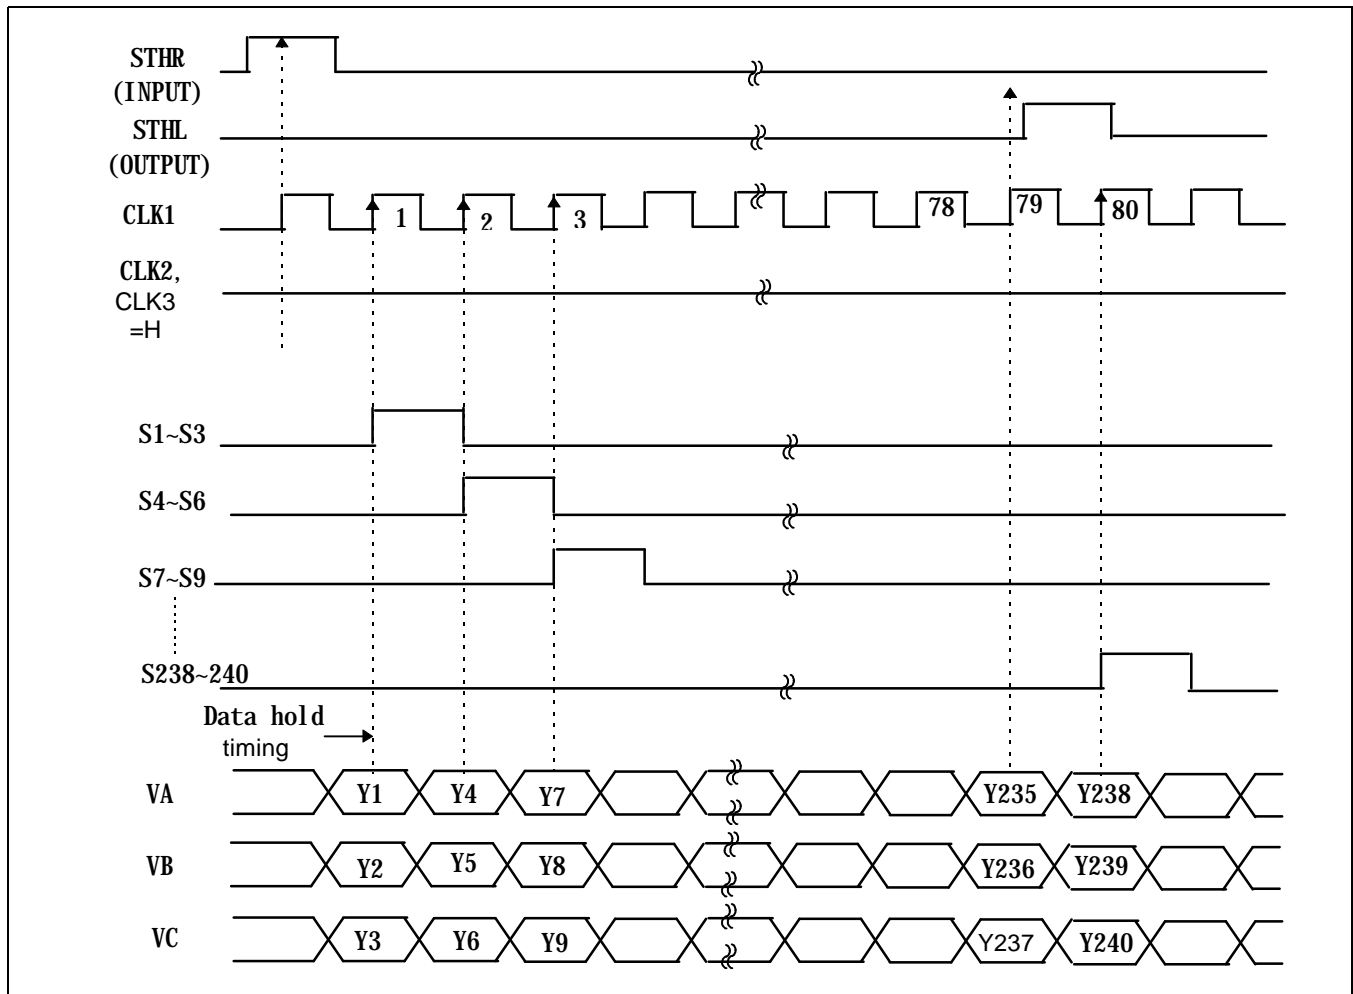 STHR
(INPUT)
STHL
(OUTPUT)
CLK1
1 2 3 78 79 80
CLK2,
CLK3
=H
S1~S3
S4~S6
S7~S9
S238~240
Data hold
timing
VA Y1 Y4 Y7 Y235 Y238
VB Y2 Y5 Y8 Y236 Y239
VC Y3 Y6 Y9 Y237 Y240